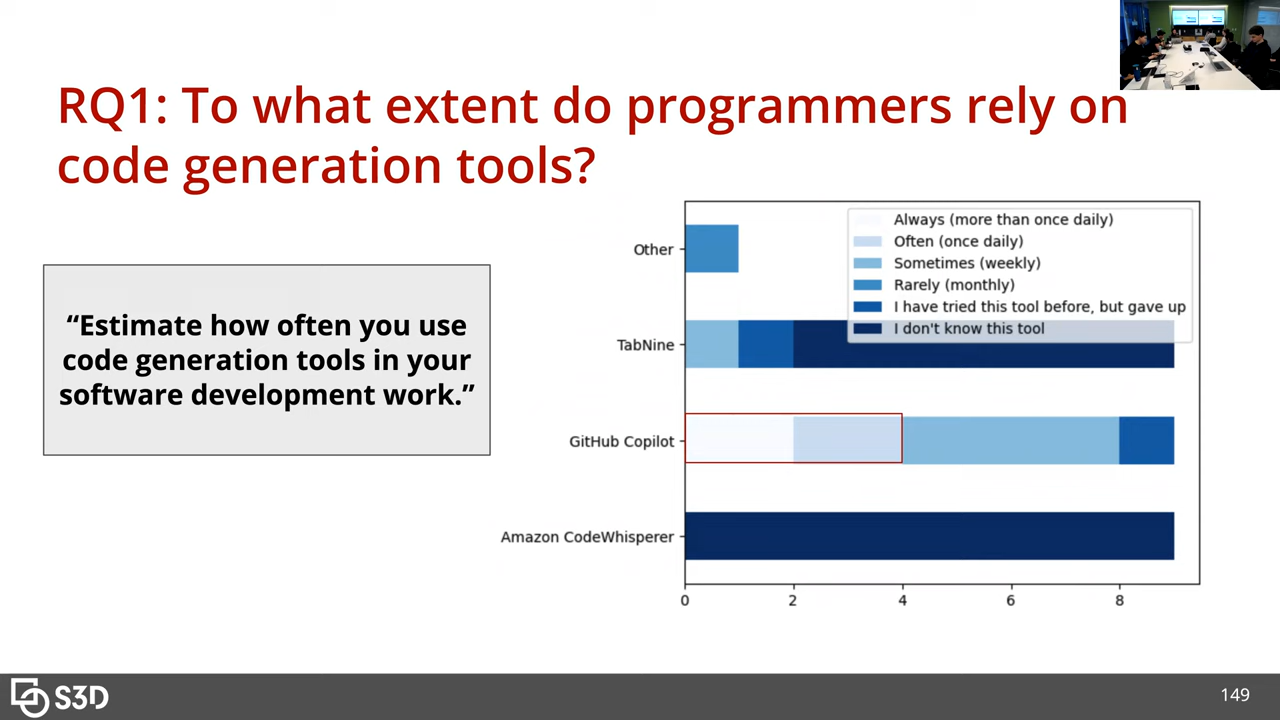 RQ1: To what extent do programmers rely on
code generation tools?
“Estimate how often you use
code generation tools in your
software development work.”
Always (more than once daily)
Often (once daily)
Sometimes (weekly)
Rarely (monthly)
I have tried this tool before, but gave up
I don't know this tool
Other
TabNine
GitHub Copilot
Amazon CodeWhisperer
0 2 4 6 8
S3D
149